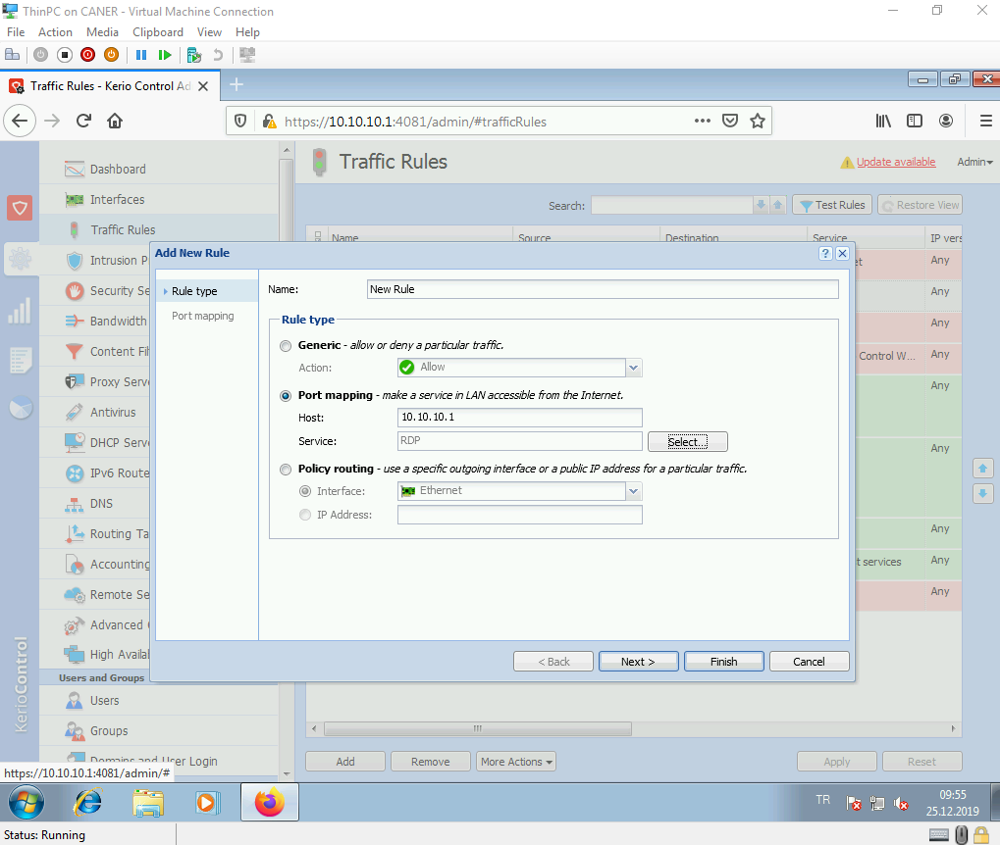 ThinPC on CANER - Virtual Machine Connection
File Action Media Clipboard View Help
Traffic Rules - Kerio Control Ad
https://10.10.10.1:4081/admin/#trafficRules
Dashboard
Interfaces
Traffic Rules
Intrusion P
Security Se
Bandwidth
Content Fil
Proxy Serve
Antivirus
DHCP Serve
IPv6 Route
DNS
Routing Ta
Accounting
Remote Se
Advanced
High Availab
Users and Groups
Users
Groups
Domains and User Login
KerioControl
Traffic Rules
Update available
Admin
Search:
Test Rules
Restore View
Name Source Destination Service IP vers
et Any
Any
Any
Control W... Any
Any
Any
Any
t services Any
Any
Add New Rule
Rule type
Port mapping
Name: New Rule
Rule type
Generic - allow or deny a particular traffic.
Action: Allow
Port mapping - make a service in LAN accessible from the Internet.
Host: 10.10.10.1
Service: RDP Select...
Policy routing - use a specific outgoing interface or a public IP address for a particular traffic.
Interface: Ethernet
IP Address:
< Back Next > Finish Cancel
Add Remove More Actions Apply Reset
https://10.10.10.1:4081/admin/#
TR
09:55
25.12.2019
Status: Running